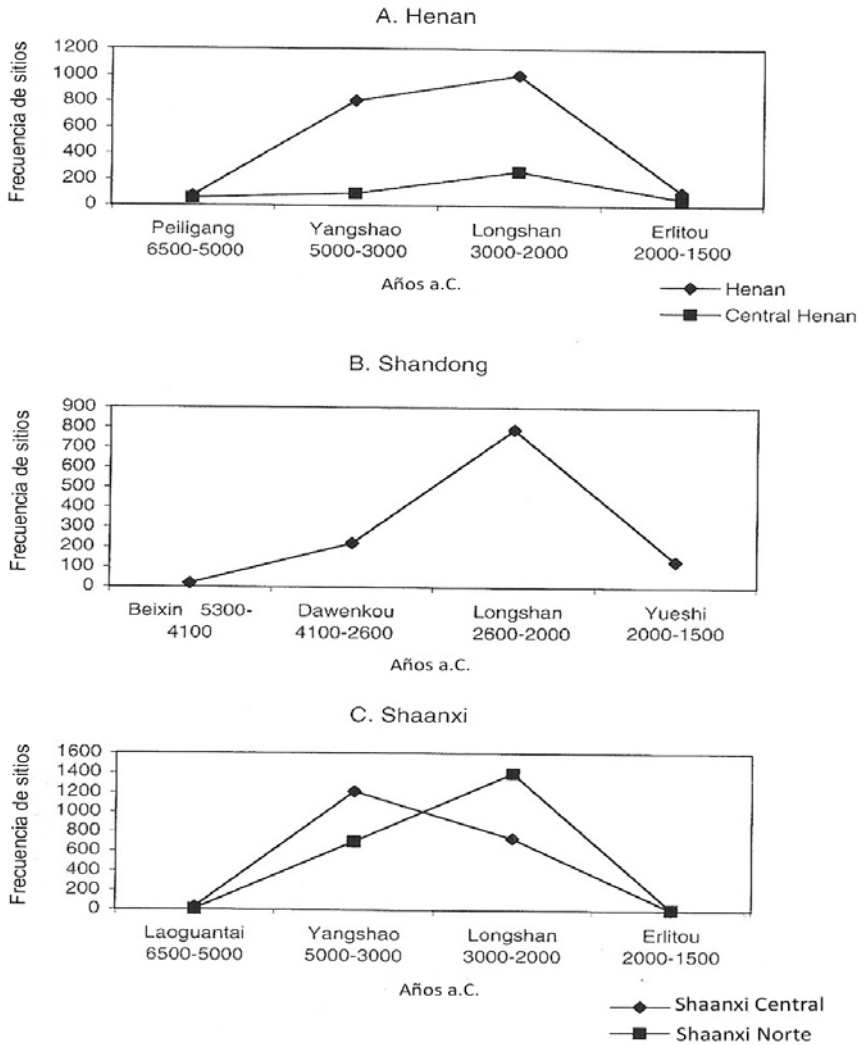 A. Henan
Frecuencia de sitios
1200
1000
800
600
400
200
0
Peiligang Yangshao Longshan Erlitou
6500-5000 5000-3000 3000-2000 2000-1500
Años a.C.
Henan
Central Henan
B. Shandong
Frecuencia de sitios
900
800
700
600
500
400
300
200
100
0
Beixin 5300- Dawenkou Longshan Yueshi
4100 4100-2600 2600-2000 2000-1500
Años a.C.
C. Shaanxi
Frecuencia de sitios
1600
1400
1200
1000
800
600
400
200
0
Laoguantai Yangshao Longshan Erlitou
6500-5000 5000-3000 3000-2000 2000-1500
Años a.C.
Shaanxi Central
Shaanxi Norte